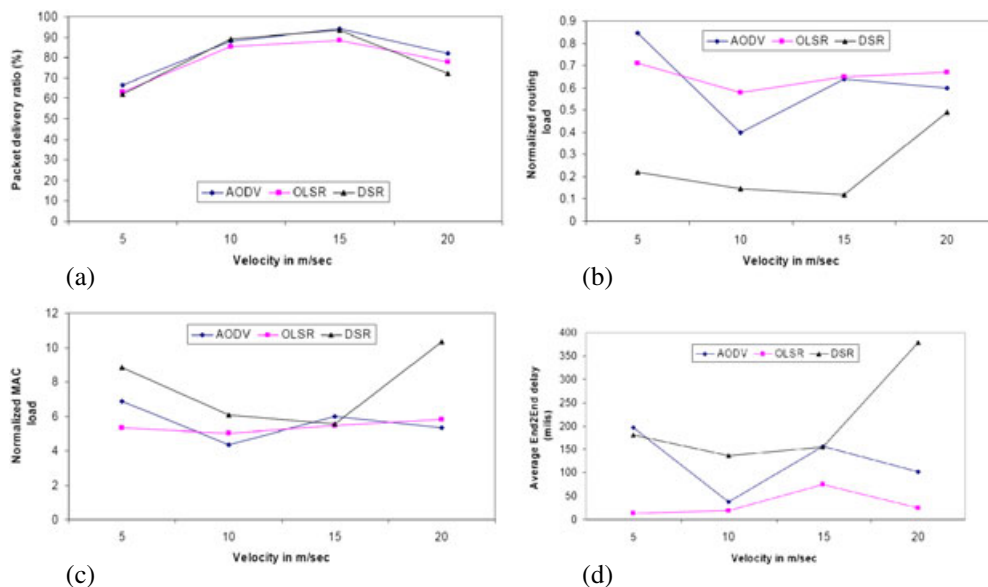 Packet delivery ratio (%)
100
90
80
70
60
50
40
30
20
10
0
AODV OLSR DSR
5 10 15 20
Velocity in m/sec
(a)
Normalized routing
load
0.9
0.8
0.7
0.6
0.5
0.4
0.3
0.2
0.1
0
AODV OLSR DSR
5 10 15 20
Velocity in m/sec
(b)
Normalized MAC
load
12
10
8
6
4
2
0
AODV OLSR DSR
5 10 15 20
Velocity in m/sec
(c)
Average End2End delay
(milis)
400
350
300
250
200
150
100
50
0
AODV OLSR DSR
5 10 15 20
Velocity in m/sec
(d)